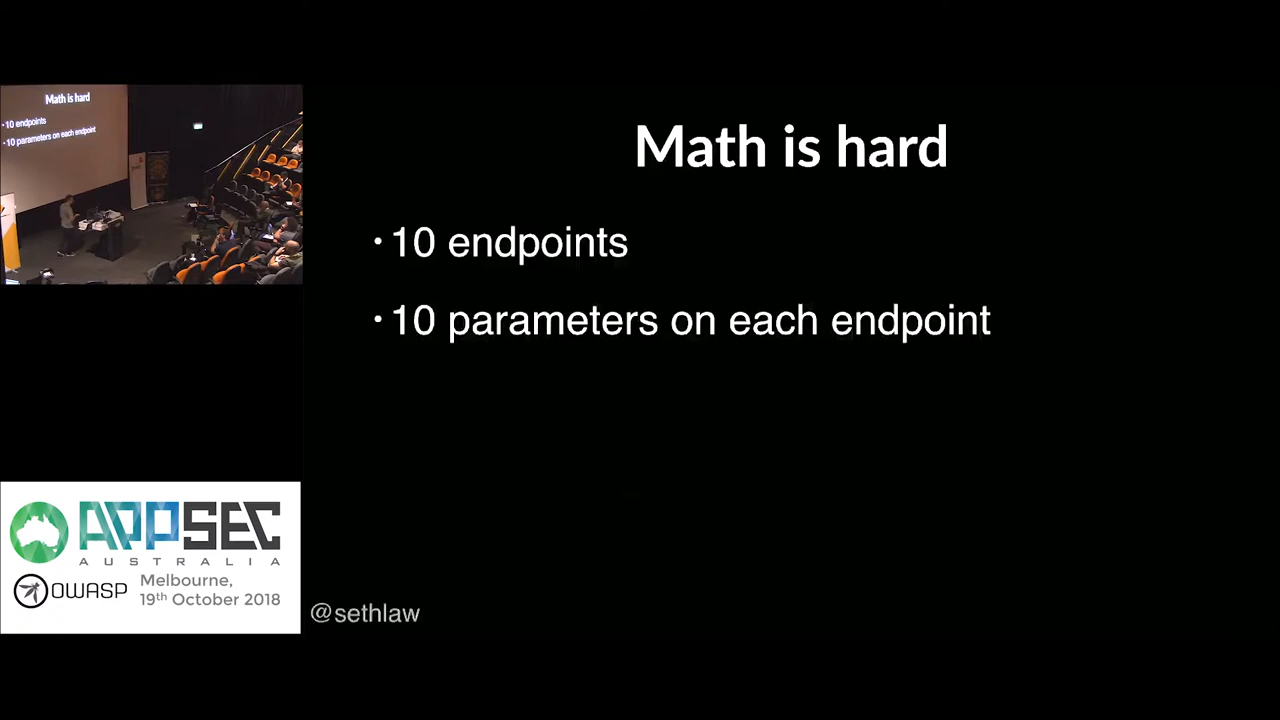 Math is hard
• 10 endpoints
• 10 parameters on each endpoint
Math is hard
• 10 endpoints
• 10 parameters on each endpoint
APPSEC
AUSTRALIA
OWASP
Melbourne,
19th October 2018
@sethlaw